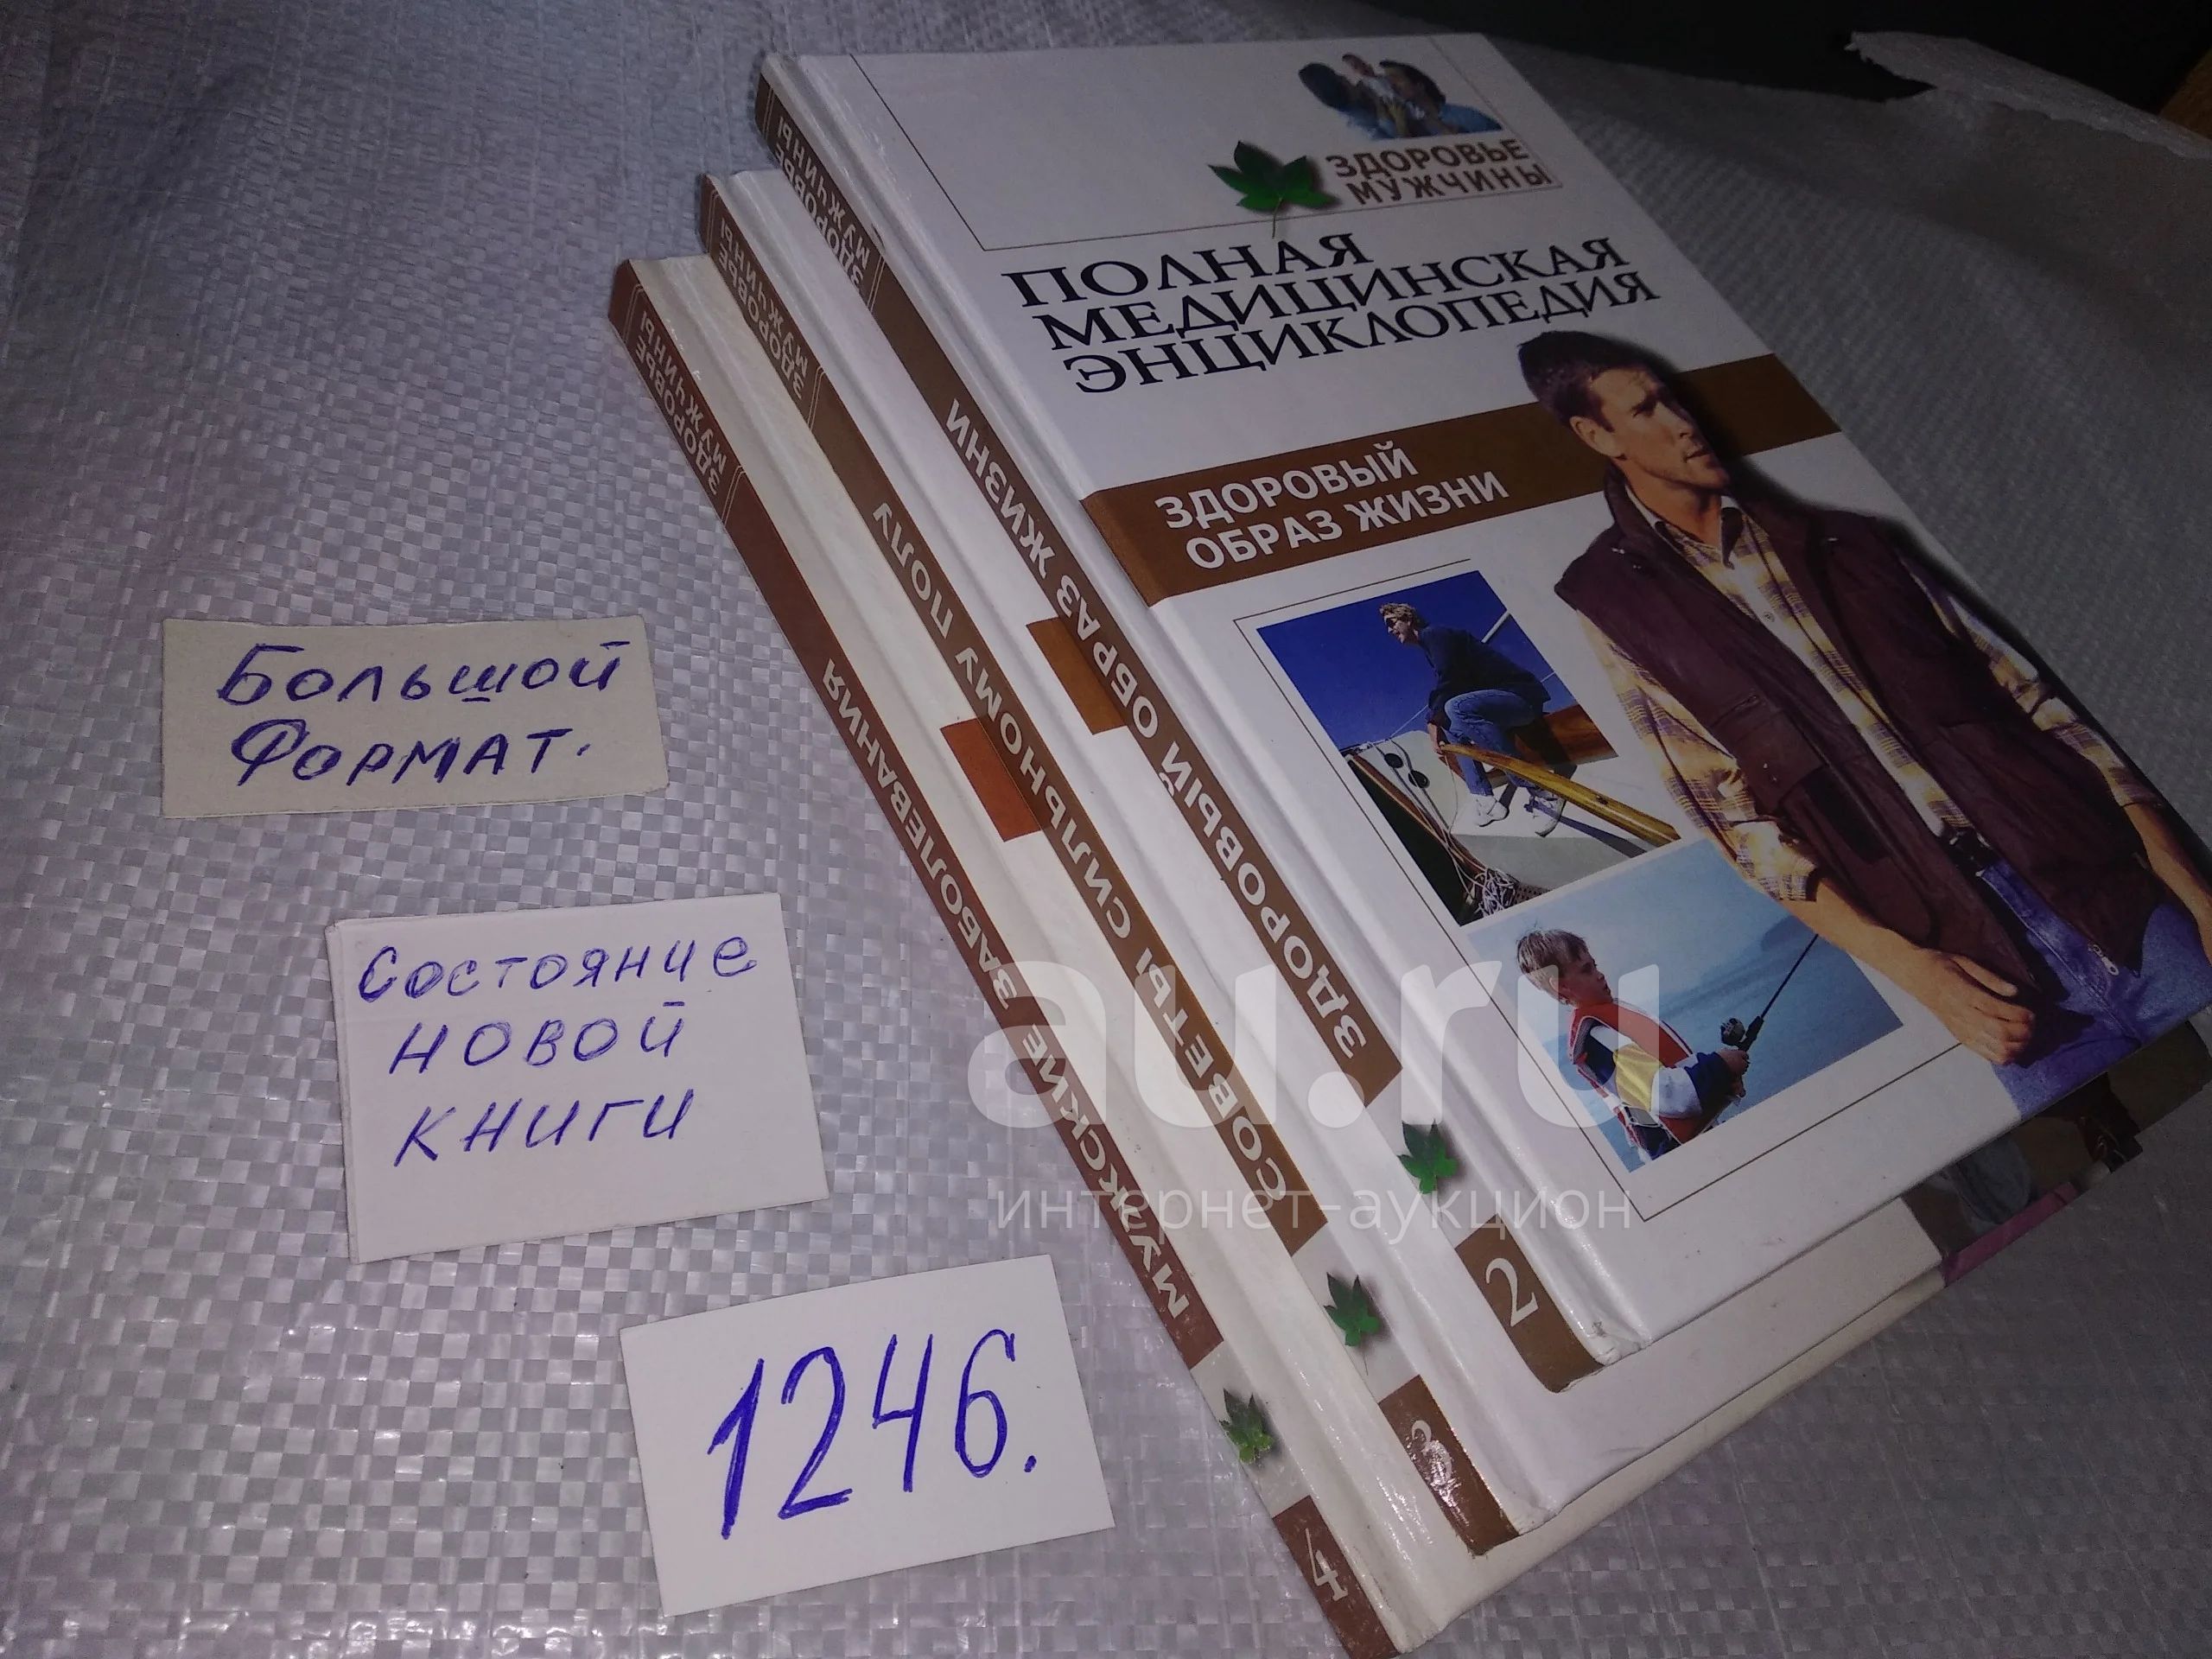 ЗДОРОВЬЕ
МУЖЧИНЫ
ПОЛНАЯ
МЕДИЦИНСКАЯ
ЭНЦИКЛОПЕДИЯ
ЗДОРОВЫЙ
ОБРАЗ ЖИЗНИ
ЗДОРОВЬЕ
МУЖЧИНЫ
ЗДОРОВЫЙ ОБРАЗ ЖИЗНИ
2
ЗДОРОВЬЕ
МУЖЧИНЫ
СОВЕТЫ СИЛЬНОМУ ПОЛУ
3
ЗДОРОВЬЕ
МУЖЧИНЫ
МУЖСКИЕ ЗАБОЛЕВАНИЯ
4
Большой
Формат.
Состояние
новой
книги
1246.
au.ru
интернет-аукцион